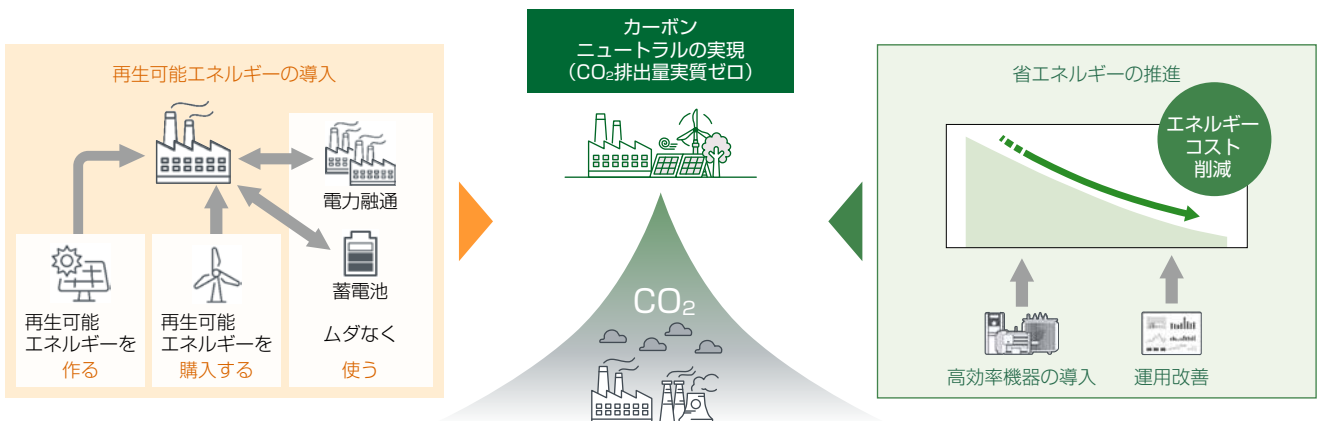 再生可能エネルギーの導入
電力融通
蓄電池
再生可能
エネルギーを
作る
再生可能
エネルギーを
購入する
ムダなく
使う
カーボン
ニュートラルの実現
（CO₂排出量実質ゼロ）
CO₂
省エネルギーの推進
エネルギー
コスト
削減
高効率機器の導入
運用改善